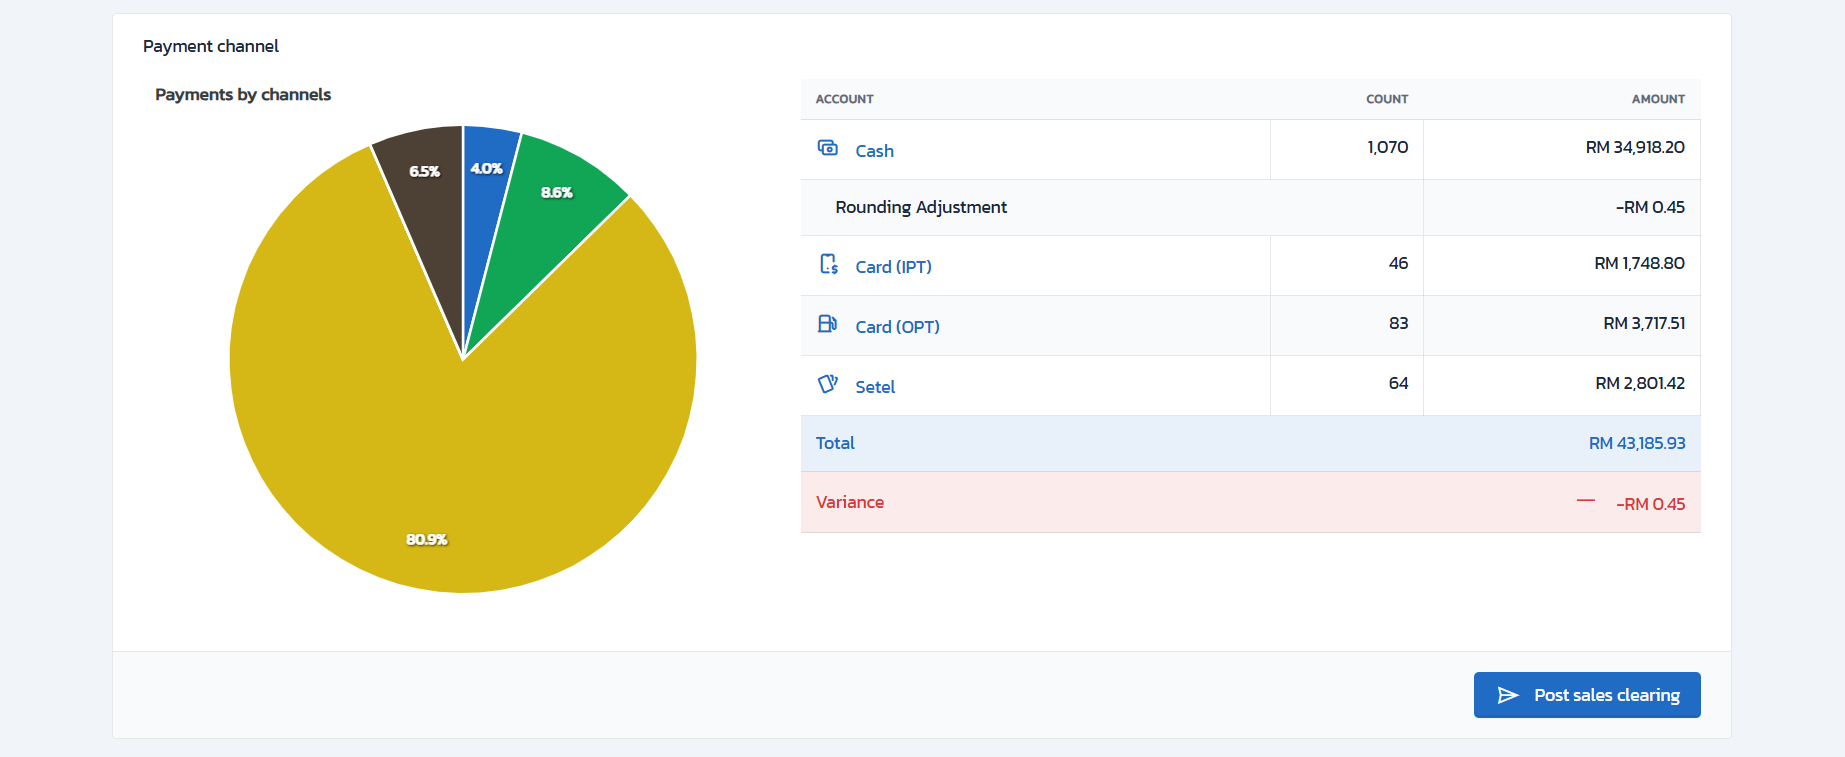 Payment channel
Payments by channels
6.5%
4.0%
8.6%
80.9%
ACCOUNT COUNT AMOUNT
Cash 1,070 RM 34,918.20
Rounding Adjustment -RM 0.45
Card (IPT) 46 RM 1,748.80
Card (OPT) 83 RM 3,717.51
Setel 64 RM 2,801.42
Total RM 43,185.93
Variance — -RM 0.45
Post sales clearing